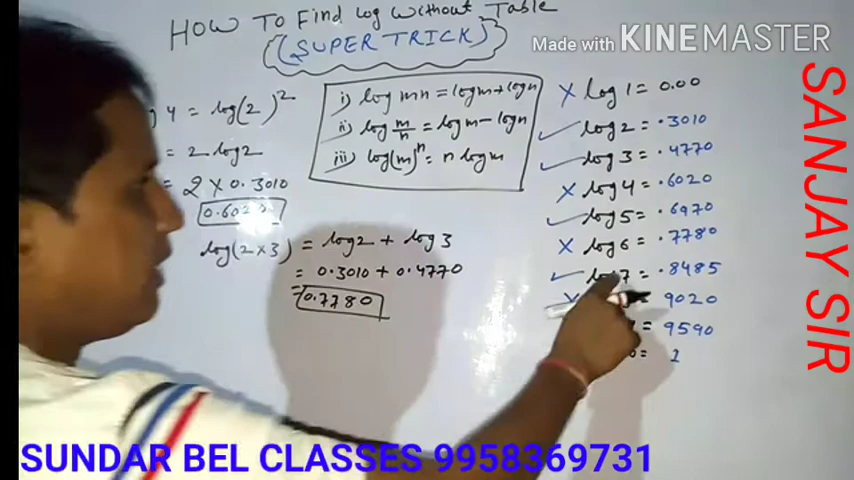 HOW TO Find log without Table
(SUPER TRICK)
Made with KINEMASTER
SANJAY SIR
4 = log(2)²
= 2 log2
= 2 × 0.3010
0.602
log(2×3) = log2 + log3
= 0.3010 + 0.4770
= 0.7780
i) log mn = logm + logn
ii) log m/n = logm - logn
iii) log(m)ⁿ = n logm
× log 1 = 0.00
✓ log 2 = .3010
✓ log 3 = .4770
× log 4 = .6020
✓ log 5 = .6970
× log 6 = .7780
✓ log 7 = .8485
× = 9020
= 9590
= 1
SUNDAR BEL CLASSES 9958369731